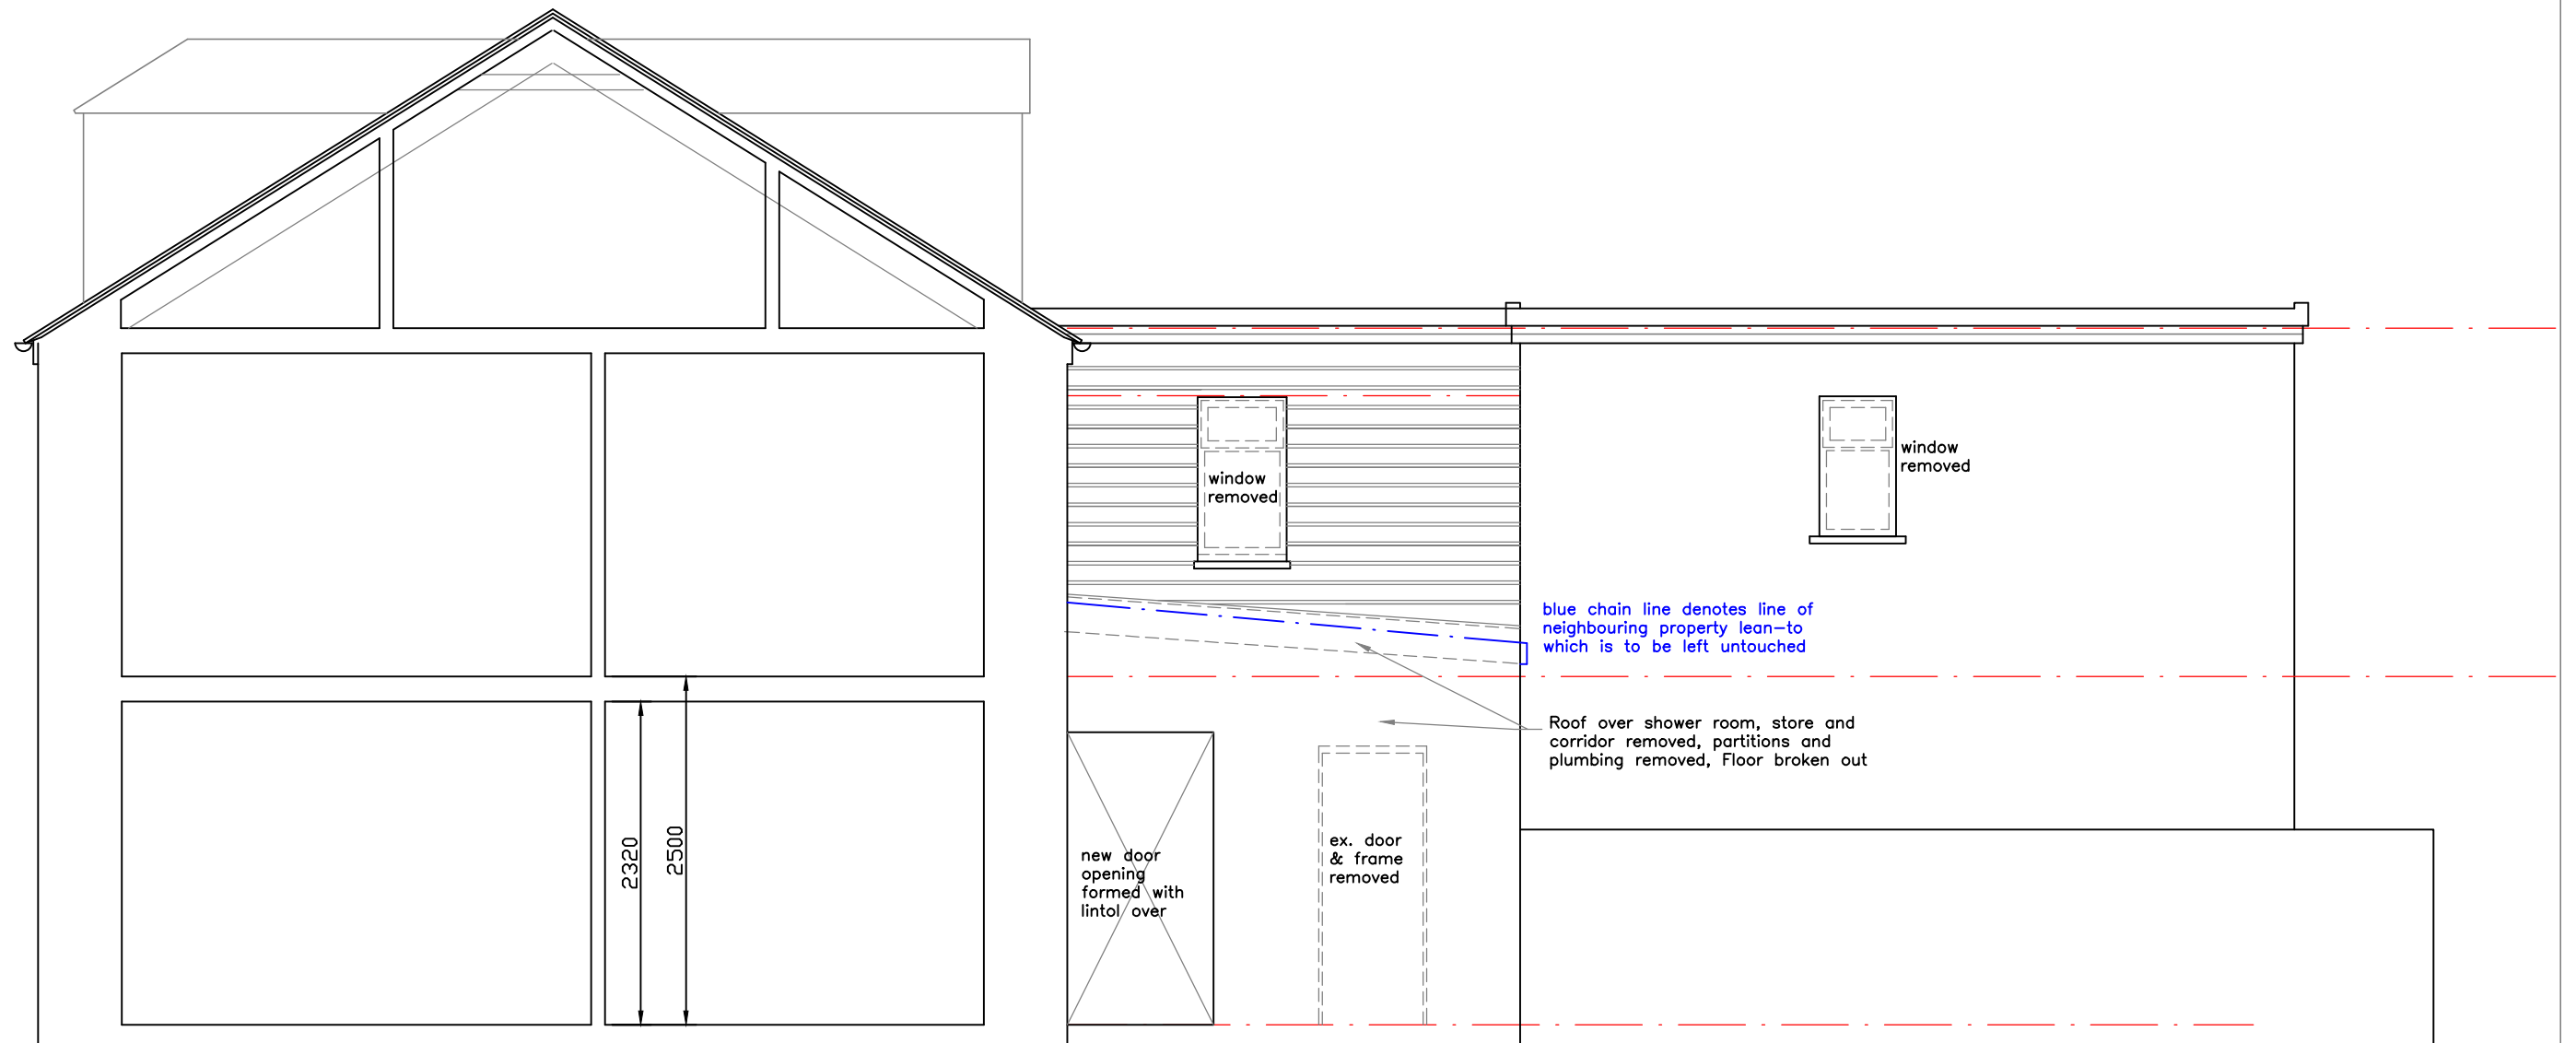 window
removed
window
removed
blue chain line denotes line of
neighbouring property lean-to
which is to be left untouched
Roof over shower room, store and
corridor removed, partitions and
plumbing removed, Floor broken out
2320
2500
new door
opening
formed with
lintol over
ex. door
& frame
removed